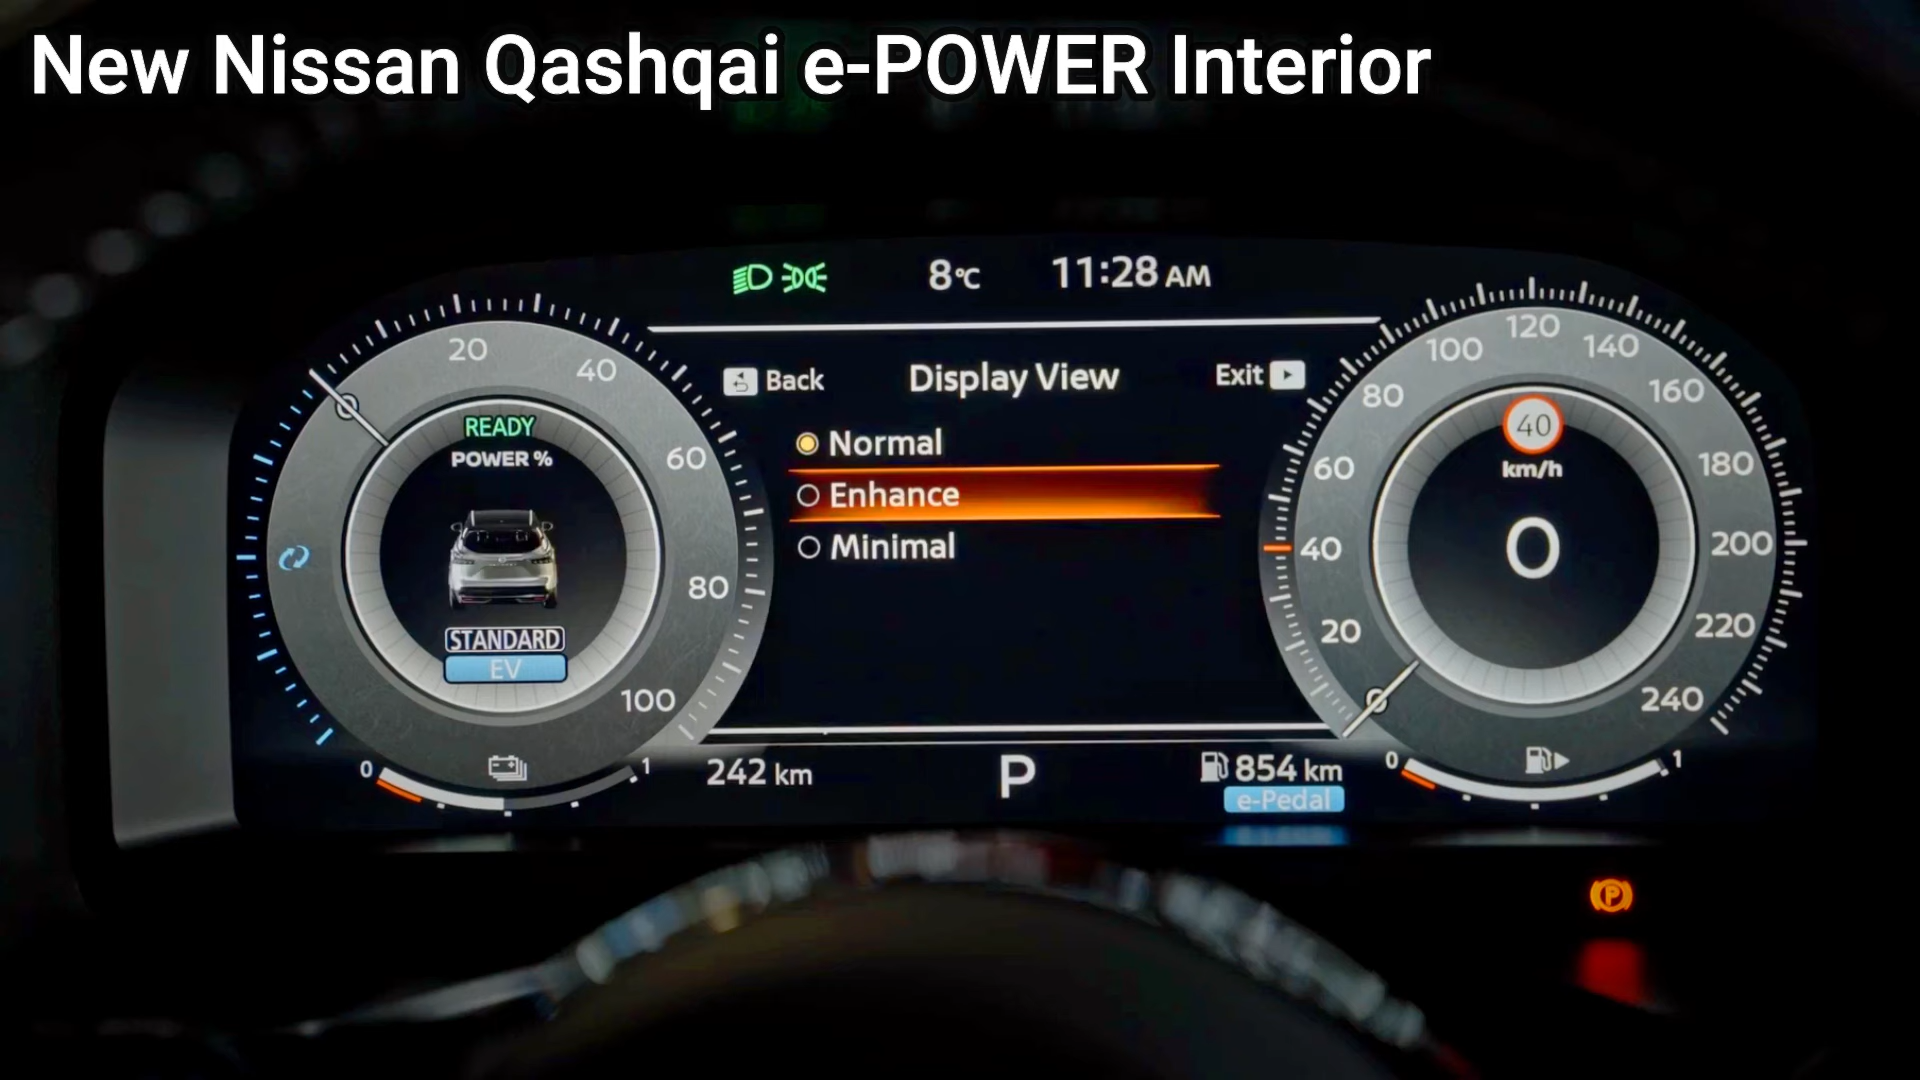 New Nissan Qashqai e-POWER Interior
8°C 11:28 AM
Back Display View Exit
Normal
Enhance
Minimal
0 20 40 60 80 100
READY
POWER %
STANDARD
EV
0 1
0 20 40 60 80 100 120 140 160 180 200 220 240
40
km/h
0
242 km P 854 km
e-Pedal
0 1
P